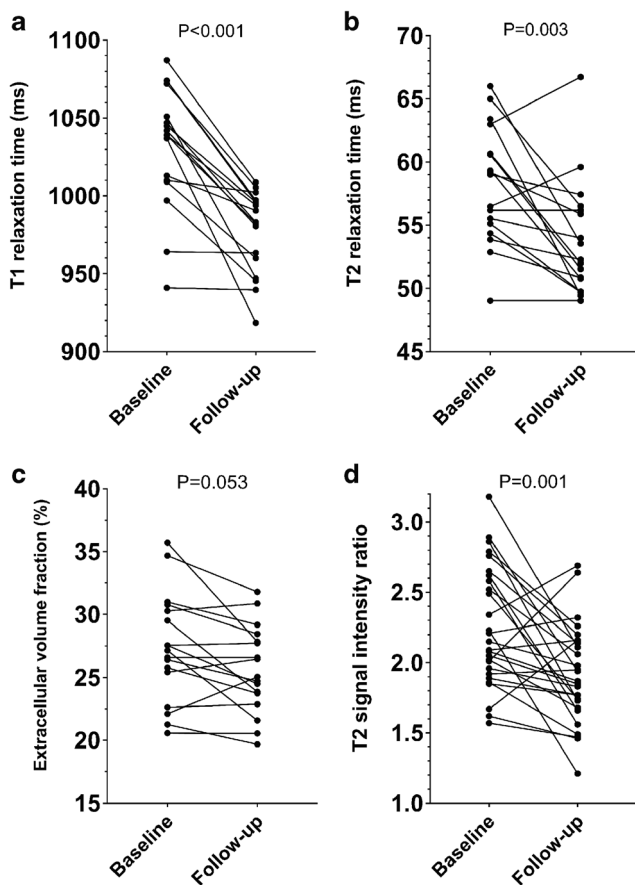 a
P<0.001
T1 relaxation time (ms)
1100
1050
1000
950
900
Baseline
Follow-up
b
P=0.003
T2 relaxation time (ms)
70
65
60
55
50
45
Baseline
Follow-up
c
P=0.053
Extracellular volume fraction (%)
40
35
30
25
20
15
Baseline
Follow-up
d
P=0.001
T2 signal intensity ratio
3.0
2.5
2.0
1.5
1.0
Baseline
Follow-up